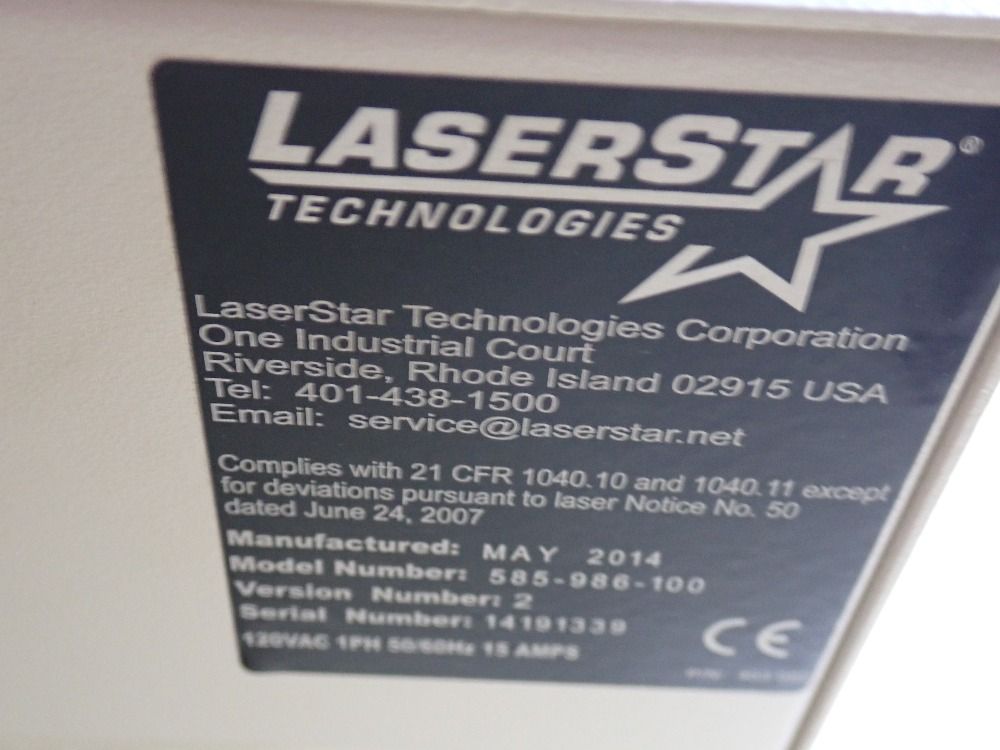 LASERSTAR®
TECHNOLOGIES
LaserStar Technologies Corporation
One Industrial Court
Riverside, Rhode Island 02915 USA
Tel: 401-438-1500
Email: service@laserstar.net
Complies with 21 CFR 1040.10 and 1040.11 except
for deviations pursuant to laser Notice No. 50
dated June 24, 2007
Manufactured: MAY 2014
Model Number: 585-986-100
Version Number: 2
Serial Number: 14191339
120VAC 1PH 50/60Hz 15 AMPS
CE